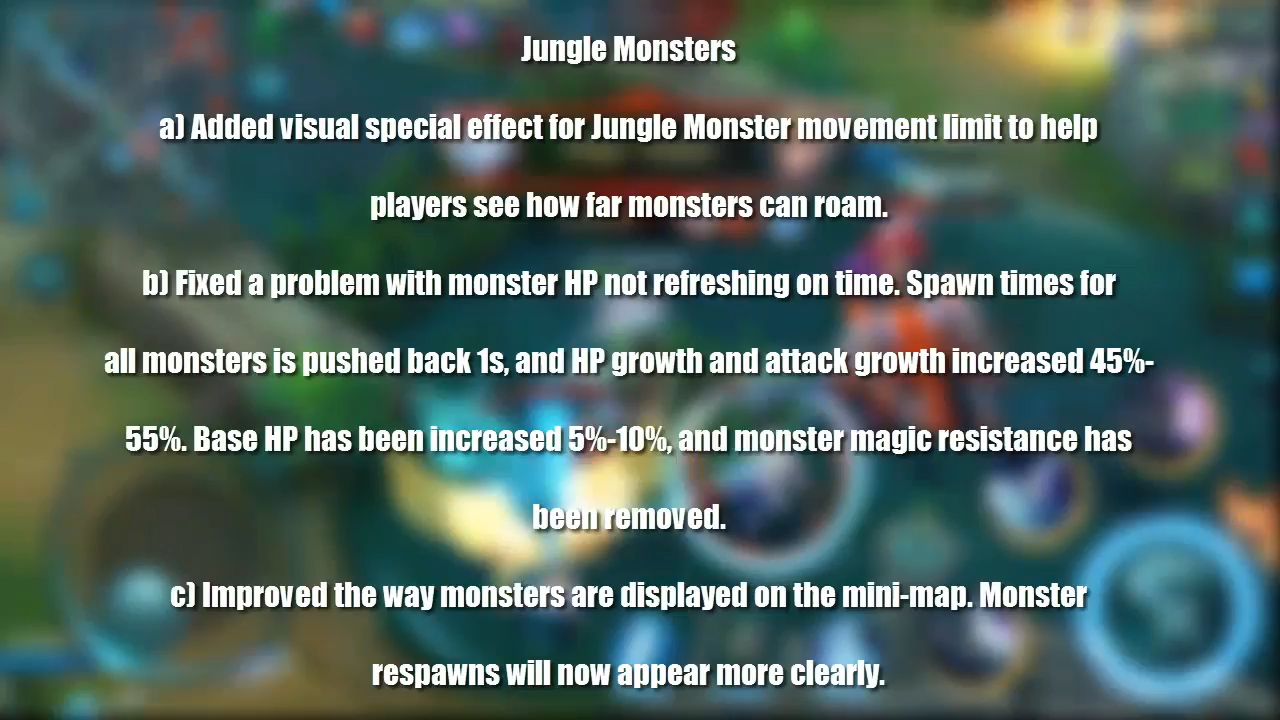 Jungle Monsters
a) Added visual special effect for Jungle Monster movement limit to help
players see how far monsters can roam.
b) Fixed a problem with monster HP not refreshing on time. Spawn times for
all monsters is pushed back 1s, and HP growth and attack growth increased 45%-
55%. Base HP has been increased 5%-10%, and monster magic resistance has
been removed.
c) Improved the way monsters are displayed on the mini-map. Monster
respawns will now appear more clearly.